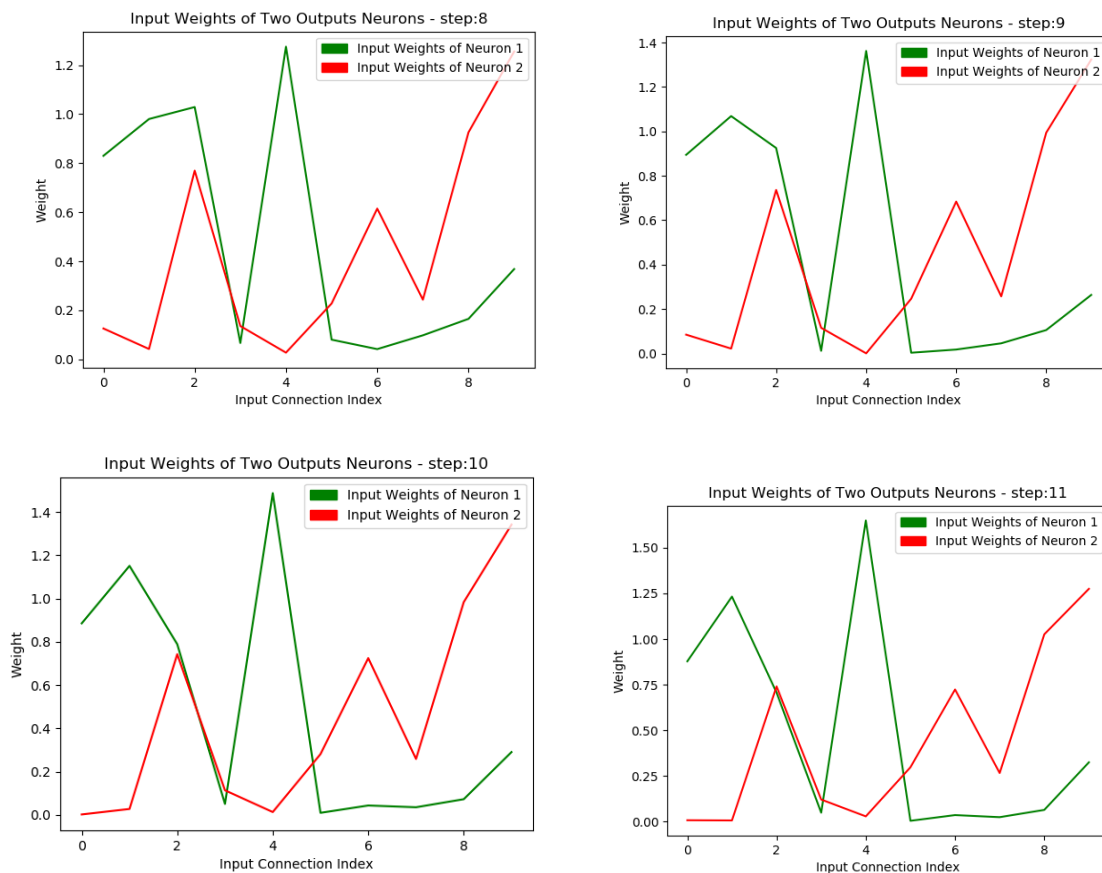 Input Weights of Two Outputs Neurons - step:8
Input Weights of Neuron 1
Input Weights of Neuron 2
1.2
1.0
0.8
0.6
0.4
0.2
0.0
Weight
0 2 4 6 8
Input Connection Index
Input Weights of Two Outputs Neurons - step:9
Input Weights of Neuron 1
Input Weights of Neuron 2
1.4
1.2
1.0
0.8
0.6
0.4
0.2
0.0
Weight
0 2 4 6 8
Input Connection Index
Input Weights of Two Outputs Neurons - step:10
Input Weights of Neuron 1
Input Weights of Neuron 2
1.4
1.2
1.0
0.8
0.6
0.4
0.2
0.0
Weight
0 2 4 6 8
Input Connection Index
Input Weights of Two Outputs Neurons - step:11
Input Weights of Neuron 1
Input Weights of Neuron 2
1.50
1.25
1.00
0.75
0.50
0.25
0.00
Weight
0 2 4 6 8
Input Connection Index